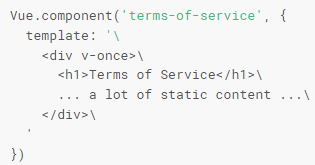 Vue.component('terms-of-service', {
  template: '\
    <div v-once>\
      <h1>Terms of Service</h1>\
      ... a lot of static content ...\
    </div>\
  '
})